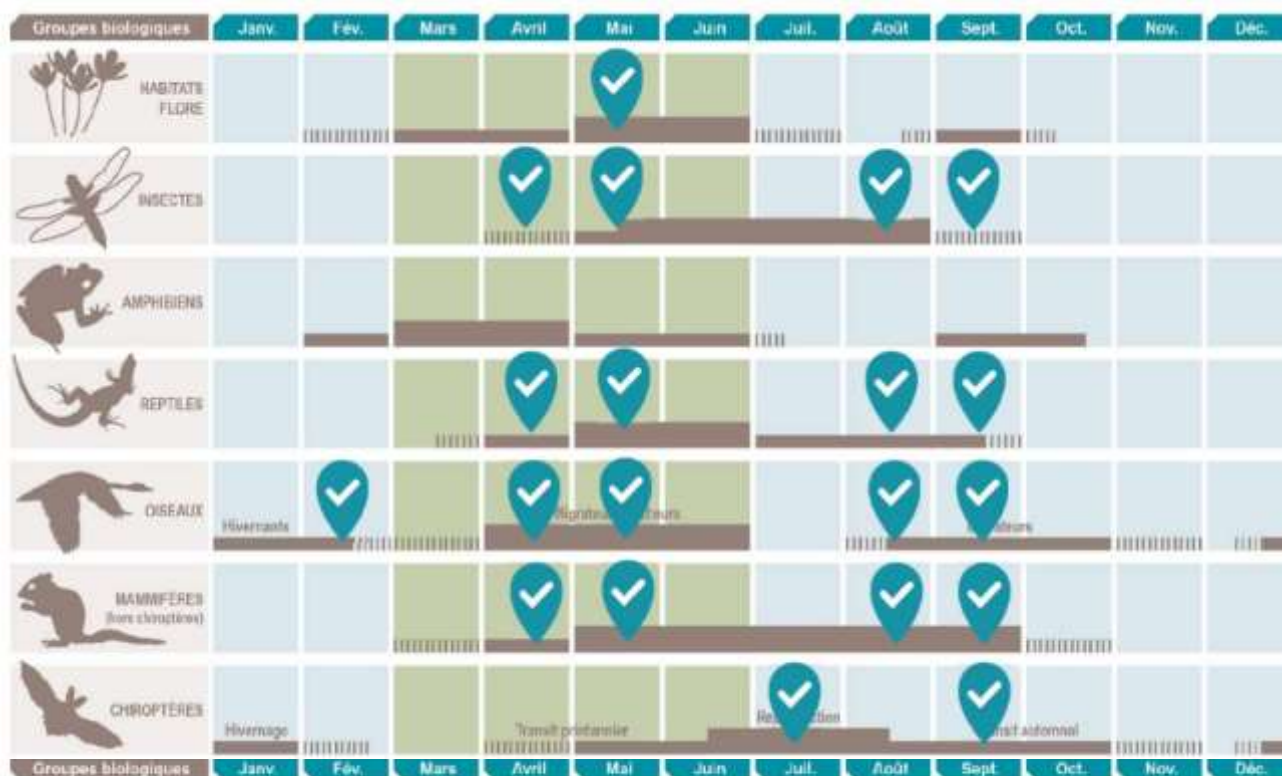 Groupes biologiques Janv. Fév. Mars Avril Mai Juin Juil. Août Sept. Oct. Nov. Déc.
HABITATS
FLORE
INSECTES
AMPHIBIENS
REPTILES
OISEAUX
Hivernants
MAMMIFÈRES
(hors chiroptères)
CHIROPTÈRES
Hivernage Transit printannier automnal
Groupes biologiques Janv. Fév. Mars Avril Mai Juin Juil. Août Sept. Oct. Nov. Déc.